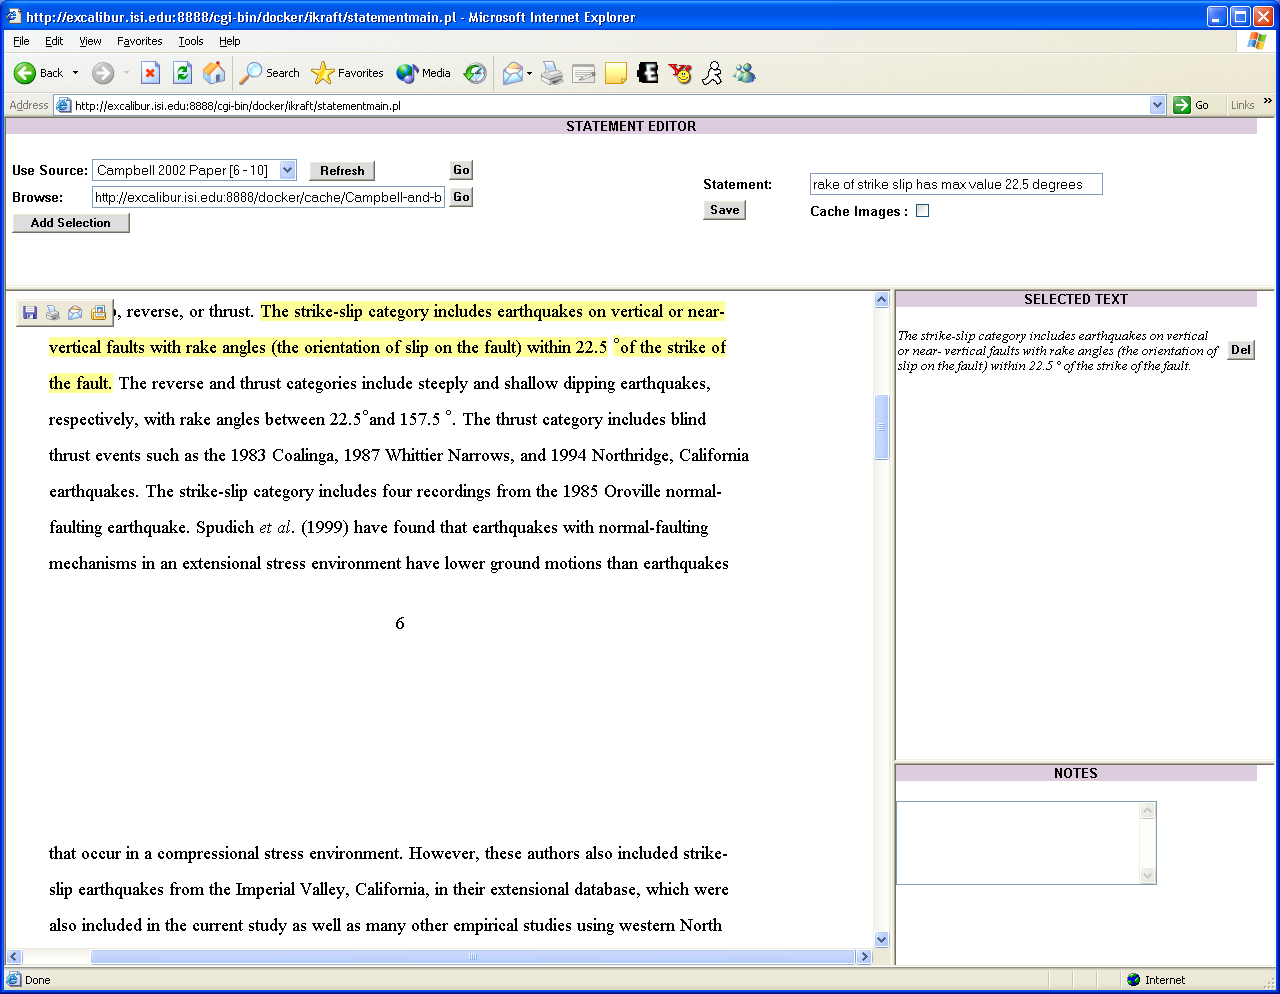 http://excalibur.isi.edu:8888/cgi-bin/docker/ikraft/statementmain.pl - Microsoft Internet Explorer
File Edit View Favorites Tools Help
Back Search Favorites Media
Address http://excalibur.isi.edu:8888/cgi-bin/docker/ikraft/statementmain.pl Go Links »
STATEMENT EDITOR
Use Source: Campbell 2002 Paper [6 - 10] Refresh Go
Browse: http://excalibur.isi.edu:8888/docker/cache/Campbell-and-b Go
Add Selection
Statement: rake of strike slip has max value 22.5 degrees
Save Cache Images :
, reverse, or thrust. The strike-slip category includes earthquakes on vertical or near-
vertical faults with rake angles (the orientation of slip on the fault) within 22.5 °of the strike of
the fault. The reverse and thrust categories include steeply and shallow dipping earthquakes,
respectively, with rake angles between 22.5°and 157.5 °. The thrust category includes blind
thrust events such as the 1983 Coalinga, 1987 Whittier Narrows, and 1994 Northridge, California
earthquakes. The strike-slip category includes four recordings from the 1985 Oroville normal-
faulting earthquake. Spudich et al. (1999) have found that earthquakes with normal-faulting
mechanisms in an extensional stress environment have lower ground motions than earthquakes
6
that occur in a compressional stress environment. However, these authors also included strike-
slip earthquakes from the Imperial Valley, California, in their extensional database, which were
also included in the current study as well as many other empirical studies using western North
SELECTED TEXT
The strike-slip category includes earthquakes on vertical
or near- vertical faults with rake angles (the orientation of
slip on the fault) within 22.5 ° of the strike of the fault.
Del
NOTES
Done Internet